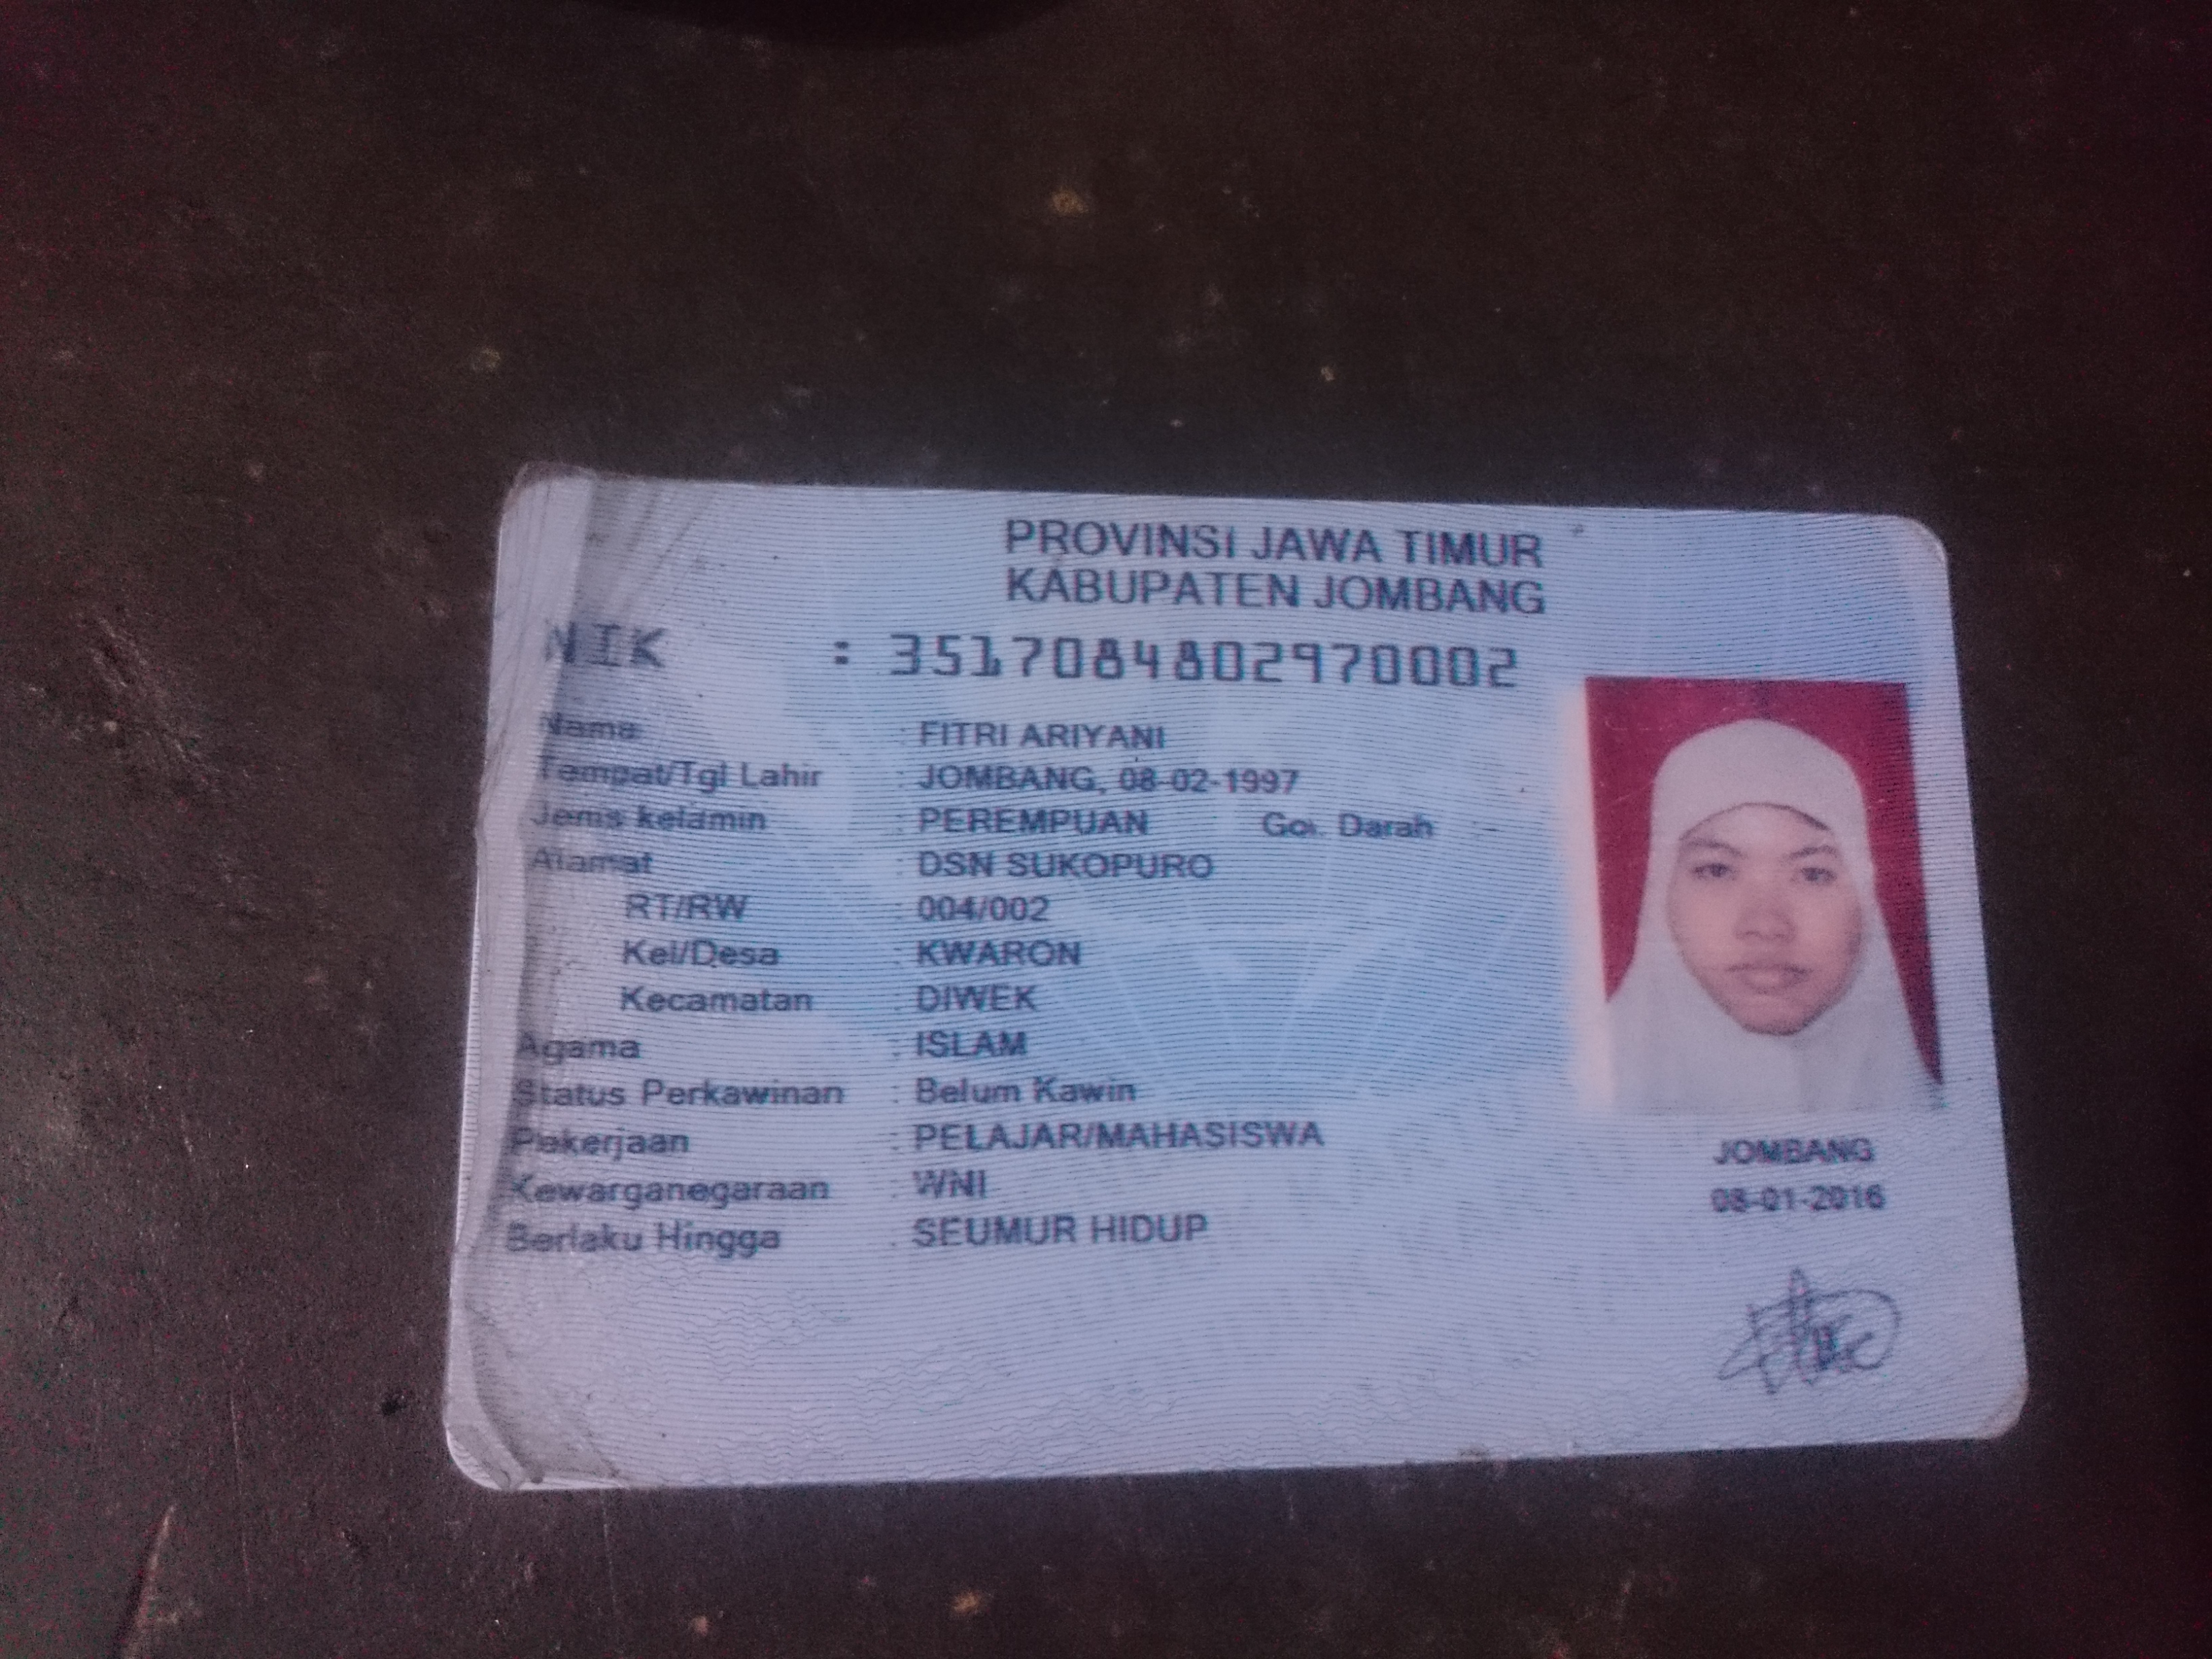 PROVINSI JAWA TIMUR
KABUPATEN JOMBANG
NIK : 3517084802970002
Nama : FITRI ARIYANI
Tempat/Tgl Lahir : JOMBANG, 08-02-1997
Jenis kelamin : PEREMPUAN Gol. Darah
Alamat : DSN SUKOPURO
RT/RW : 004/002
Kel/Desa : KWARON
Kecamatan : DIWEK
Agama : ISLAM
Status Perkawinan : Belum Kawin
Pekerjaan : PELAJAR/MAHASISWA
Kewarganegaraan : WNI
Berlaku Hingga : SEUMUR HIDUP
JOMBANG
08-01-2016